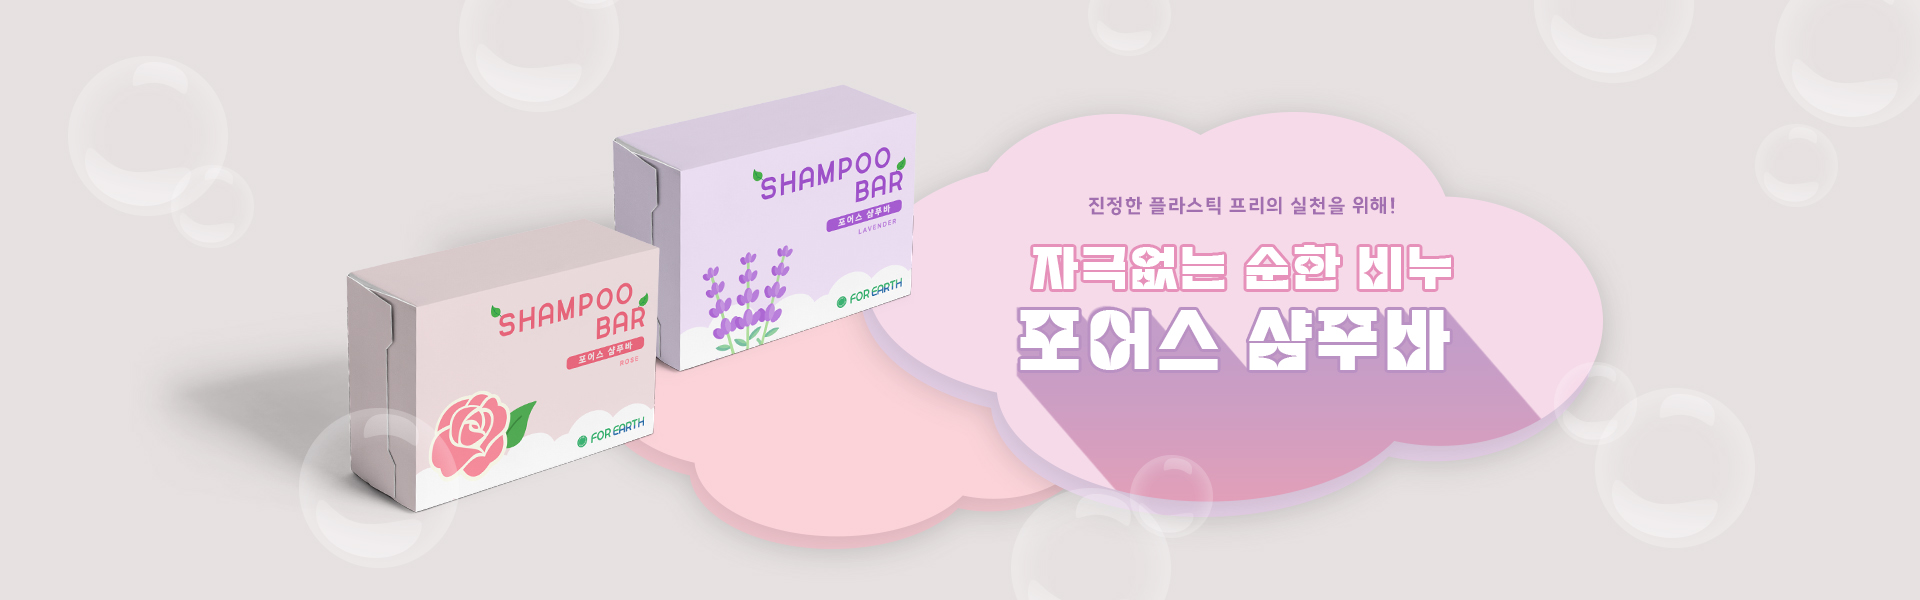 SHAMPOO
BAR
포어스 샴푸바
LAVENDER
FOR EARTH
SHAMPOO
BAR
포어스 샴푸바
ROSE
FOR EARTH
진정한 플라스틱 프리의 실천을 위해!
자극없는 순한 비누
포어스 샴푸바